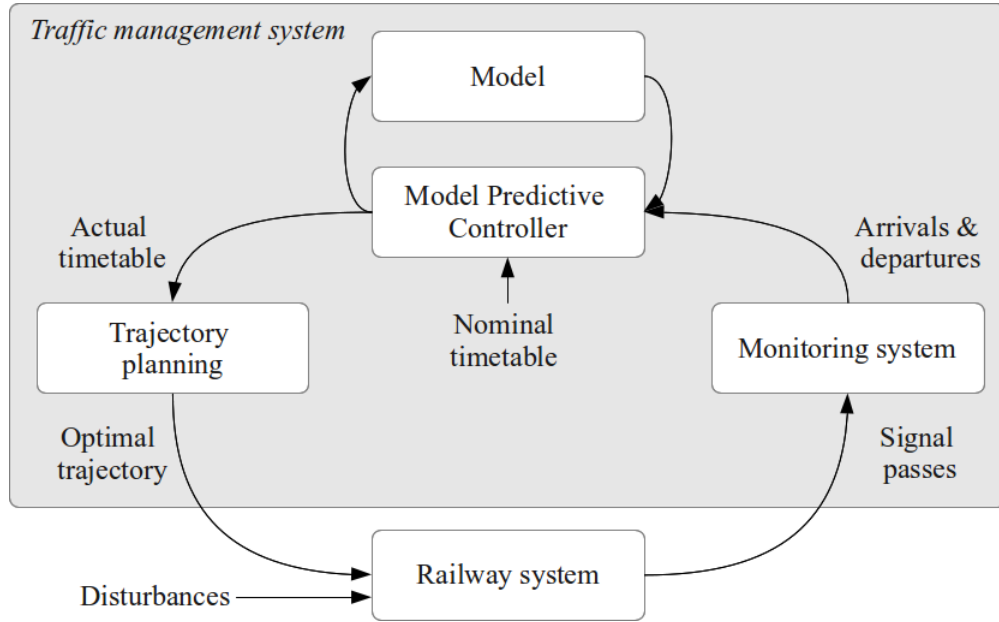 Traffic management system
Model
Model Predictive
Controller
Actual
timetable
Arrivals &
departures
Nominal
timetable
Trajectory
planning
Monitoring system
Optimal
trajectory
Signal
passes
Railway system
Disturbances